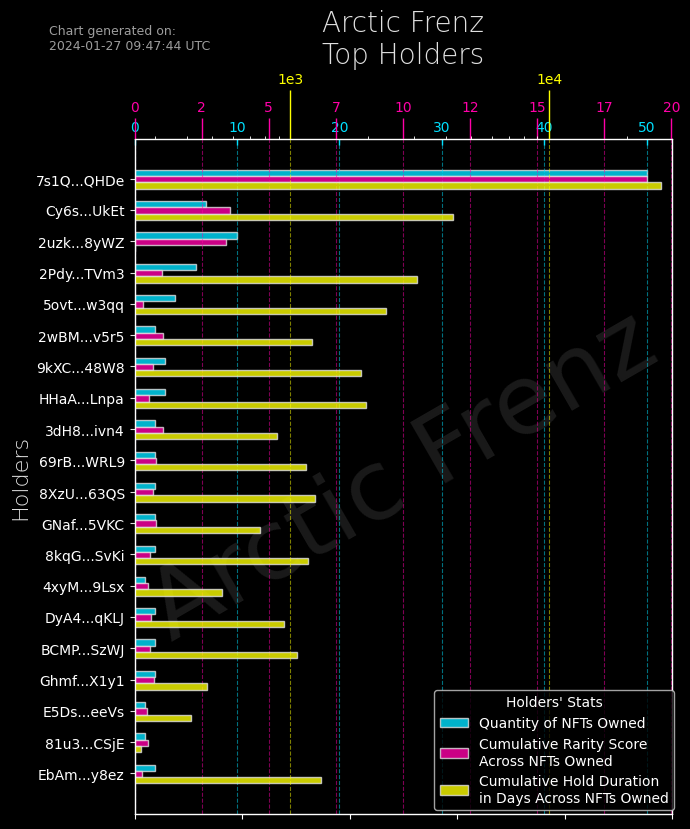 Chart generated on:
2024-01-27 09:47:44 UTC
Arctic Frenz
Top Holders
1e3 1e4
0 2 5 7 10 12 15 17 20
0 10 20 30 40 50
Holders
7s1Q...QHDe
Cy6s...UkEt
2uzk...8yWZ
2Pdy...TVm3
5ovt...w3qq
2wBM...v5r5
9kXC...48W8
HHaA...Lnpa
3dH8...ivn4
69rB...WRL9
8XzU...63QS
GNaf...5VKC
8kqG...SvKi
4xyM...9Lsx
DyA4...qKLJ
BCMP...SzWJ
Ghmf...X1y1
E5Ds...eeVs
81u3...CSjE
EbAm...y8ez
Arctic Frenz
Holders' Stats
Quantity of NFTs Owned
Cumulative Rarity Score
Across NFTs Owned
Cumulative Hold Duration
in Days Across NFTs Owned